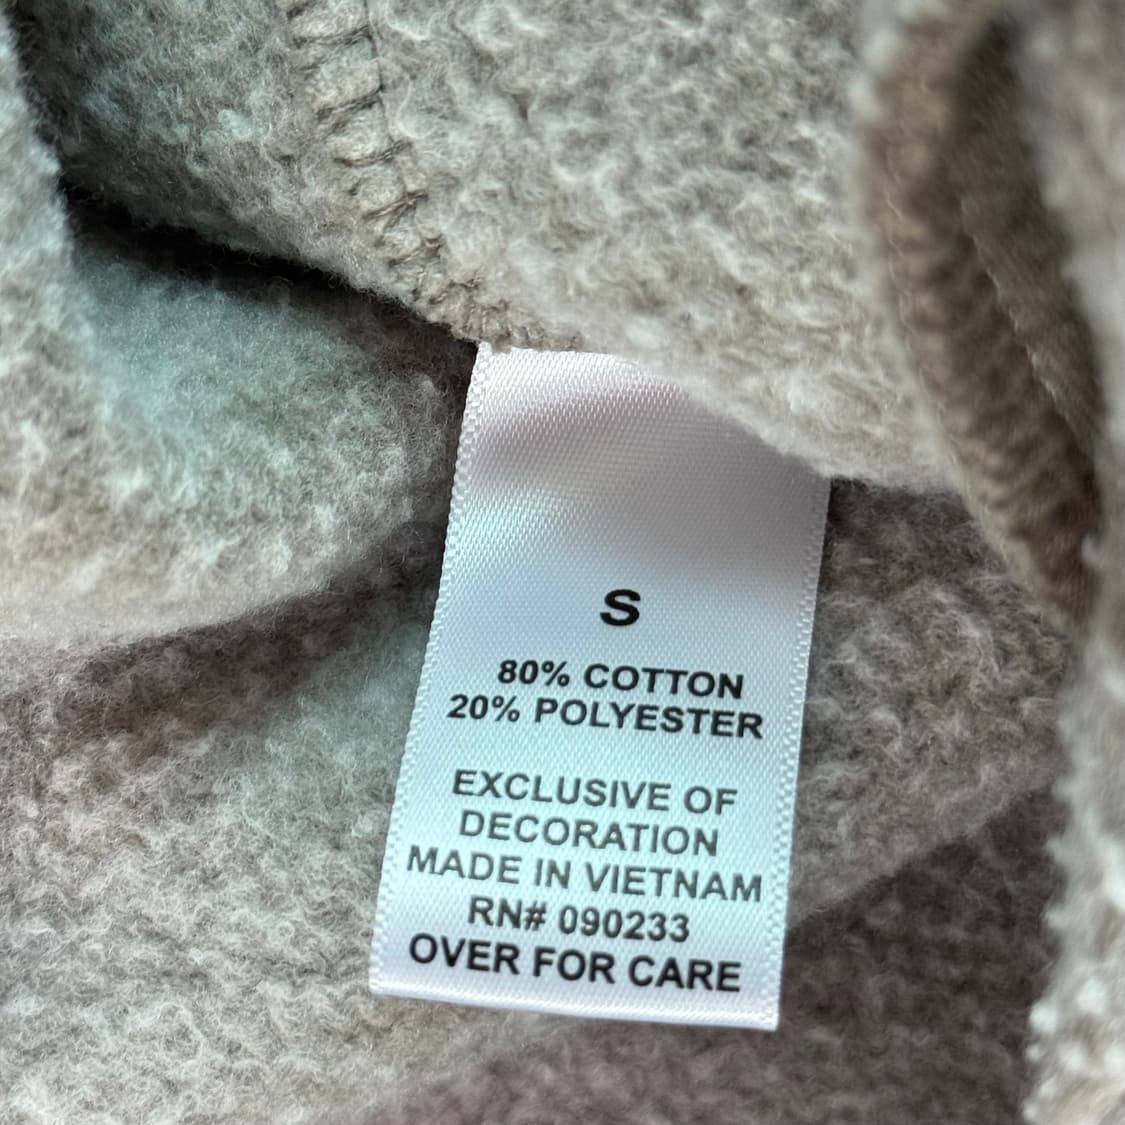 S
80% COTTON
20% POLYESTER
EXCLUSIVE OF
DECORATION
MADE IN VIETNAM
RN# 090233
OVER FOR CARE